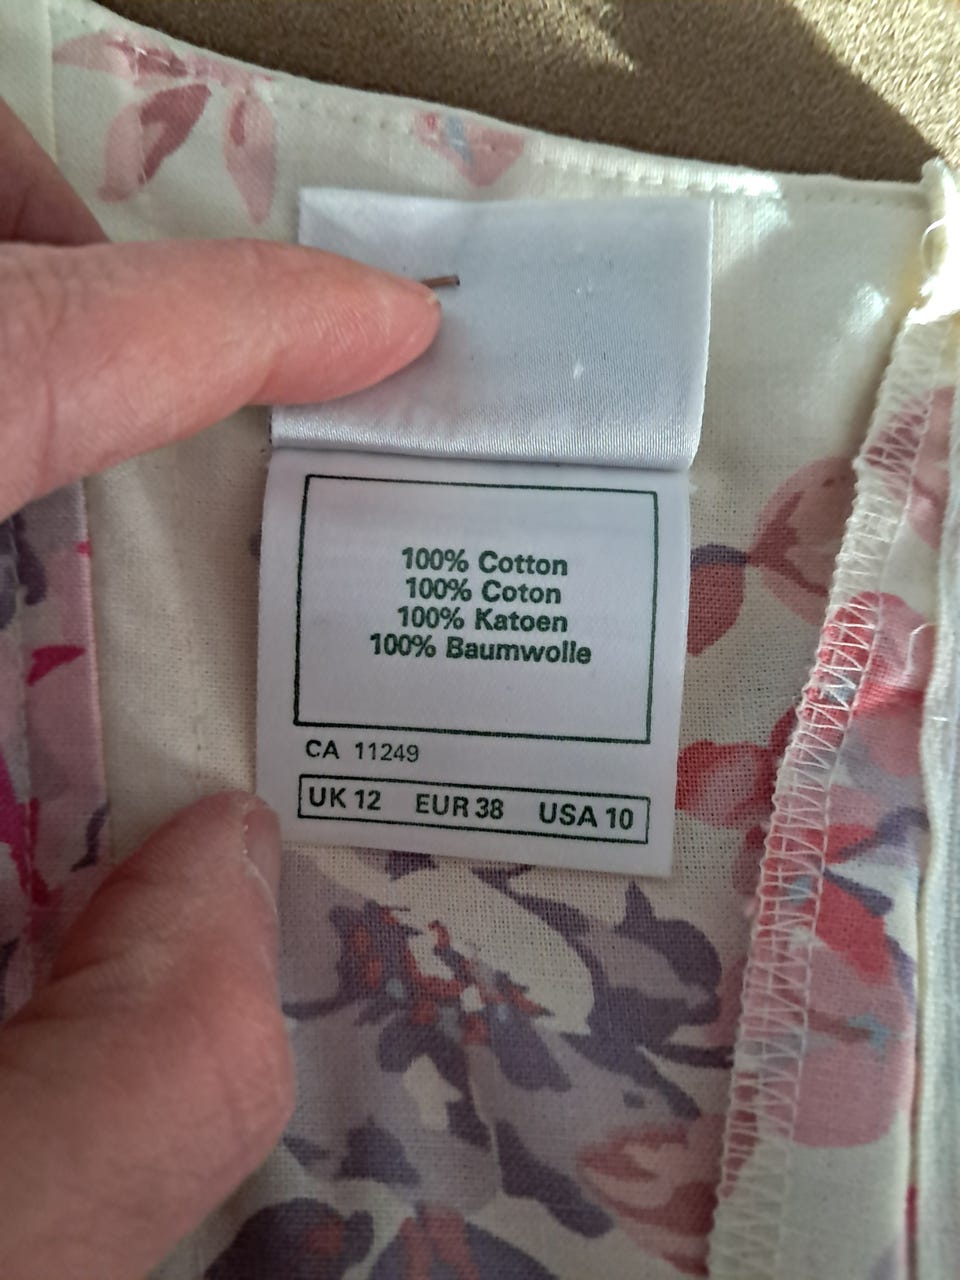 100% Cotton
100% Coton
100% Katoen
100% Baumwolle
CA 11249
UK 12 EUR 38 USA 10